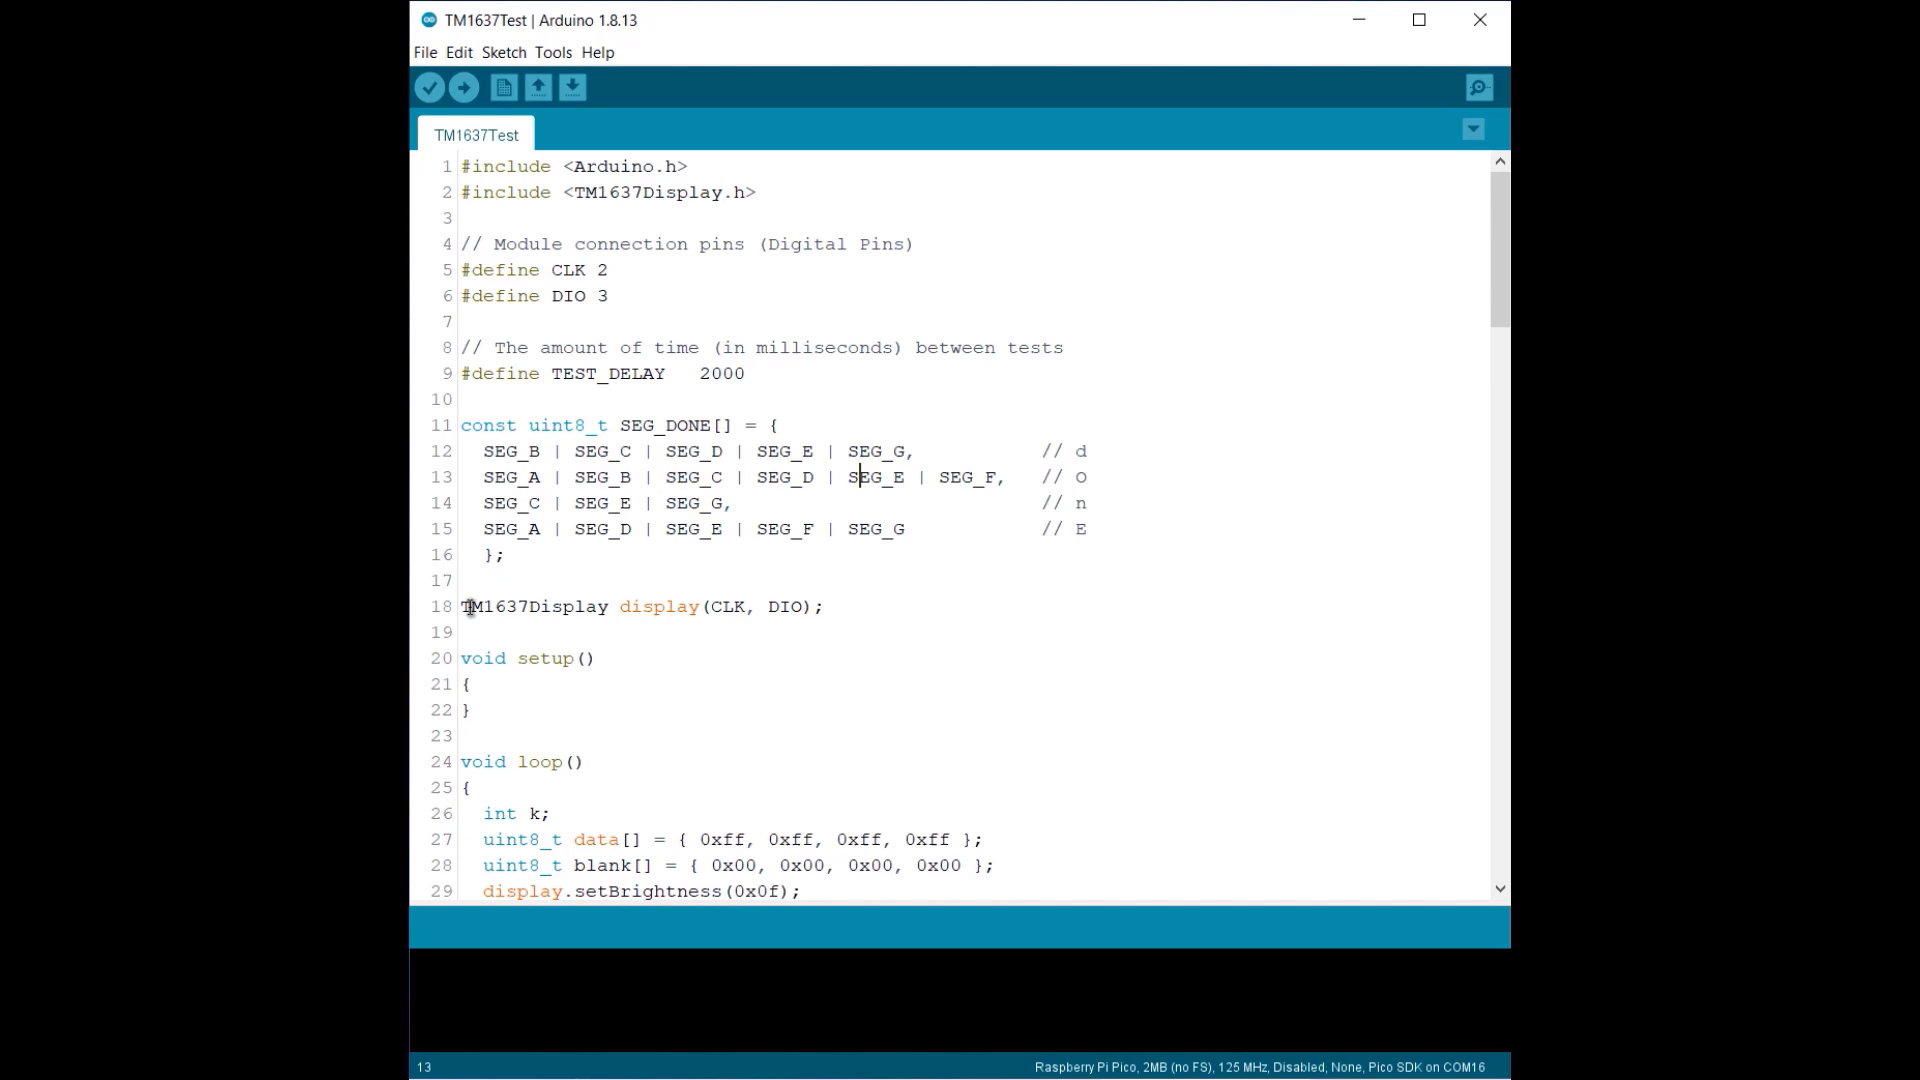 TM1637Test | Arduino 1.8.13
File Edit Sketch Tools Help
TM1637Test
1 #include <Arduino.h>
2 #include <TM1637Display.h>
3
4 // Module connection pins (Digital Pins)
5 #define CLK 2
6 #define DIO 3
7
8 // The amount of time (in milliseconds) between tests
9 #define TEST_DELAY   2000
10
11 const uint8_t SEG_DONE[] = {
12   SEG_B | SEG_C | SEG_D | SEG_E | SEG_G,           // d
13   SEG_A | SEG_B | SEG_C | SEG_D | SEG_E | SEG_F,   // O
14   SEG_C | SEG_E | SEG_G,                           // n
15   SEG_A | SEG_D | SEG_E | SEG_F | SEG_G            // E
16   };
17
18 TM1637Display display(CLK, DIO);
19
20 void setup()
21 {
22 }
23
24 void loop()
25 {
26   int k;
27   uint8_t data[] = { 0xff, 0xff, 0xff, 0xff };
28   uint8_t blank[] = { 0x00, 0x00, 0x00, 0x00 };
29   display.setBrightness(0x0f);
13 Raspberry Pi Pico, 2MB (no FS), 125 MHz, Disabled, None, Pico SDK on COM16